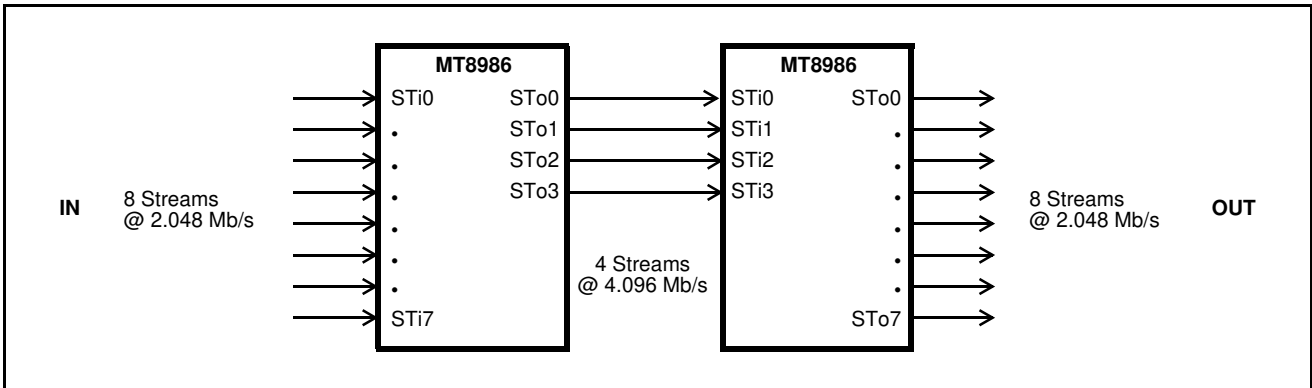 MT8986
MT8986
STi0
STo0
STi0
STo0
STo1
STi1
STo2
STi2
STo3
STi3
IN
8 Streams
@ 2.048 Mb/s
8 Streams
@ 2.048 Mb/s
OUT
4 Streams
@ 4.096 Mb/s
STi7
STo7